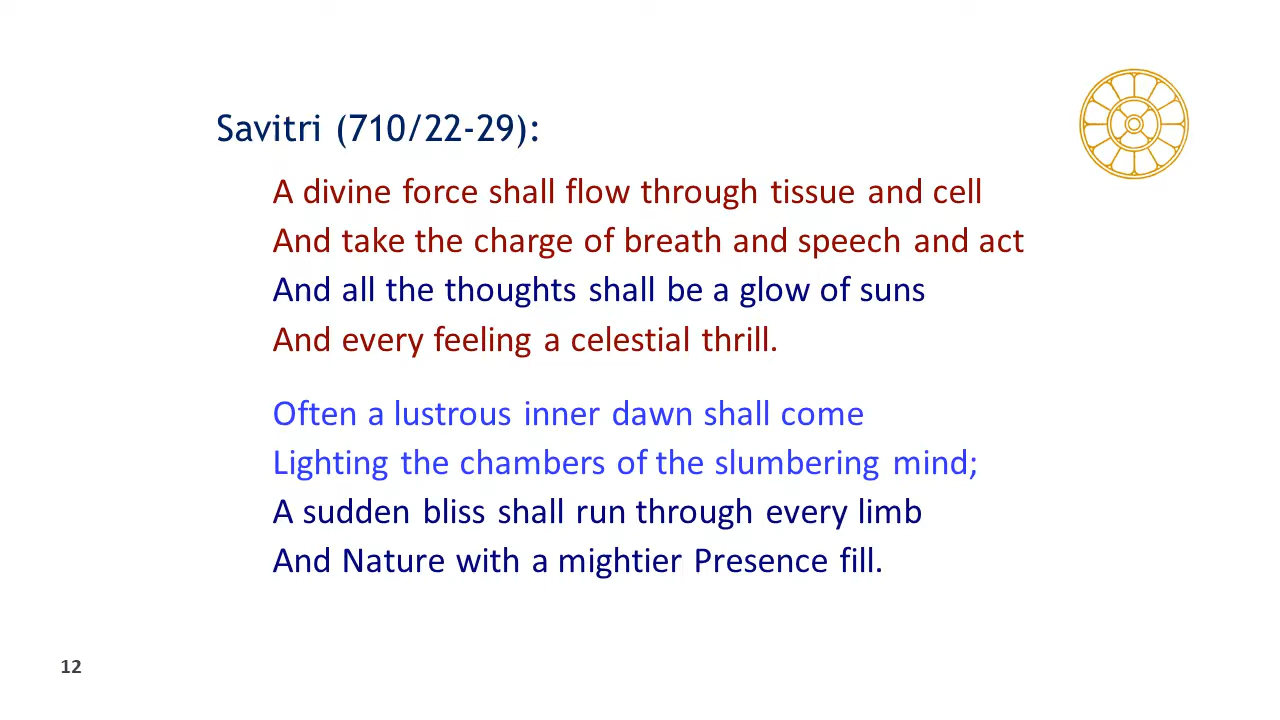 Savitri (710/22-29):
A divine force shall flow through tissue and cell
And take the charge of breath and speech and act
And all the thoughts shall be a glow of suns
And every feeling a celestial thrill.
Often a lustrous inner dawn shall come
Lighting the chambers of the slumbering mind;
A sudden bliss shall run through every limb
And Nature with a mightier Presence fill.
12